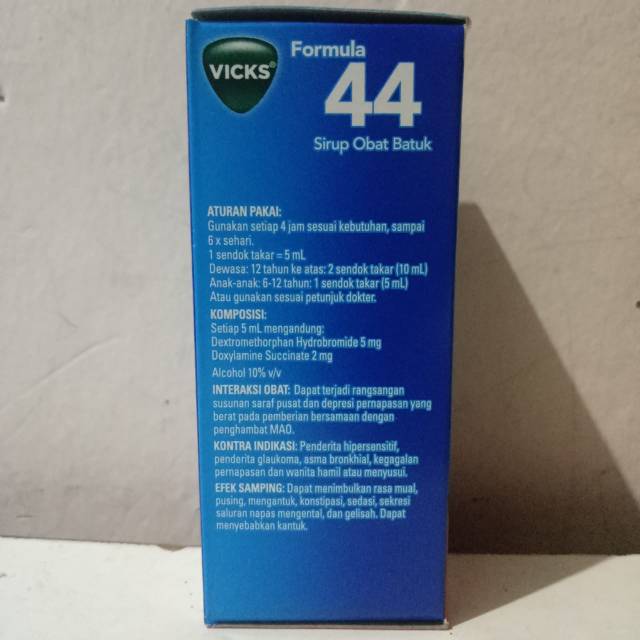 VICKS®
Formula
44
Sirup Obat Batuk
ATURAN PAKAI:
Gunakan setiap 4 jam sesuai kebutuhan, sampai
6 x sehari.
1 sendok takar = 5 mL
Dewasa: 12 tahun ke atas: 2 sendok takar (10 mL)
Anak-anak: 6-12 tahun: 1 sendok takar (5 mL)
Atau gunakan sesuai petunjuk dokter.
KOMPOSISI:
Setiap 5 mL mengandung:
Dextromethorphan Hydrobromide 5 mg
Doxylamine Succinate 2 mg
Alcohol 10% v/v
INTERAKSI OBAT: Dapat terjadi rangsangan
susunan saraf pusat dan depresi pernapasan yang
berat pada pemberian bersamaan dengan
penghambat MAO.
KONTRA INDIKASI: Penderita hipersensitif,
penderita glaukoma, asma bronkhial, kegagalan
pernapasan dan wanita hamil atau menyusui.
EFEK SAMPING: Dapat menimbulkan rasa mual,
pusing, mengantuk, konstipasi, sedasi, sekresi
saluran napas mengental, dan gelisah. Dapat
menyebabkan kantuk.